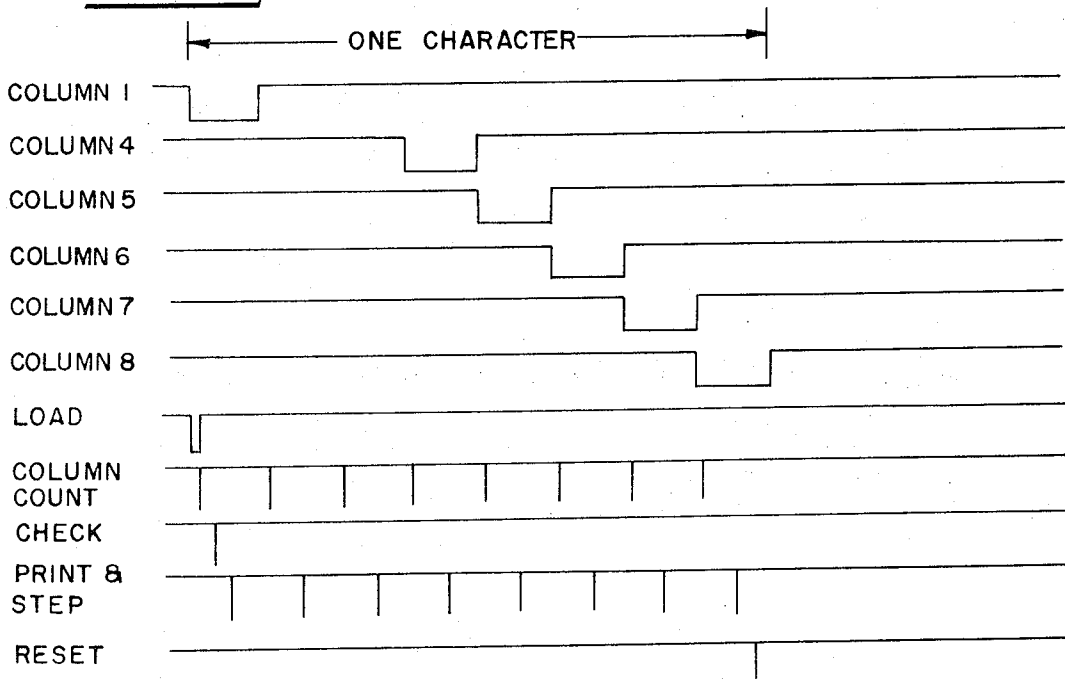 ONE CHARACTER
COLUMN 1
COLUMN 4
COLUMN 5
COLUMN 6
COLUMN 7
COLUMN 8
LOAD
COLUMN
COUNT
CHECK
PRINT &
STEP
RESET